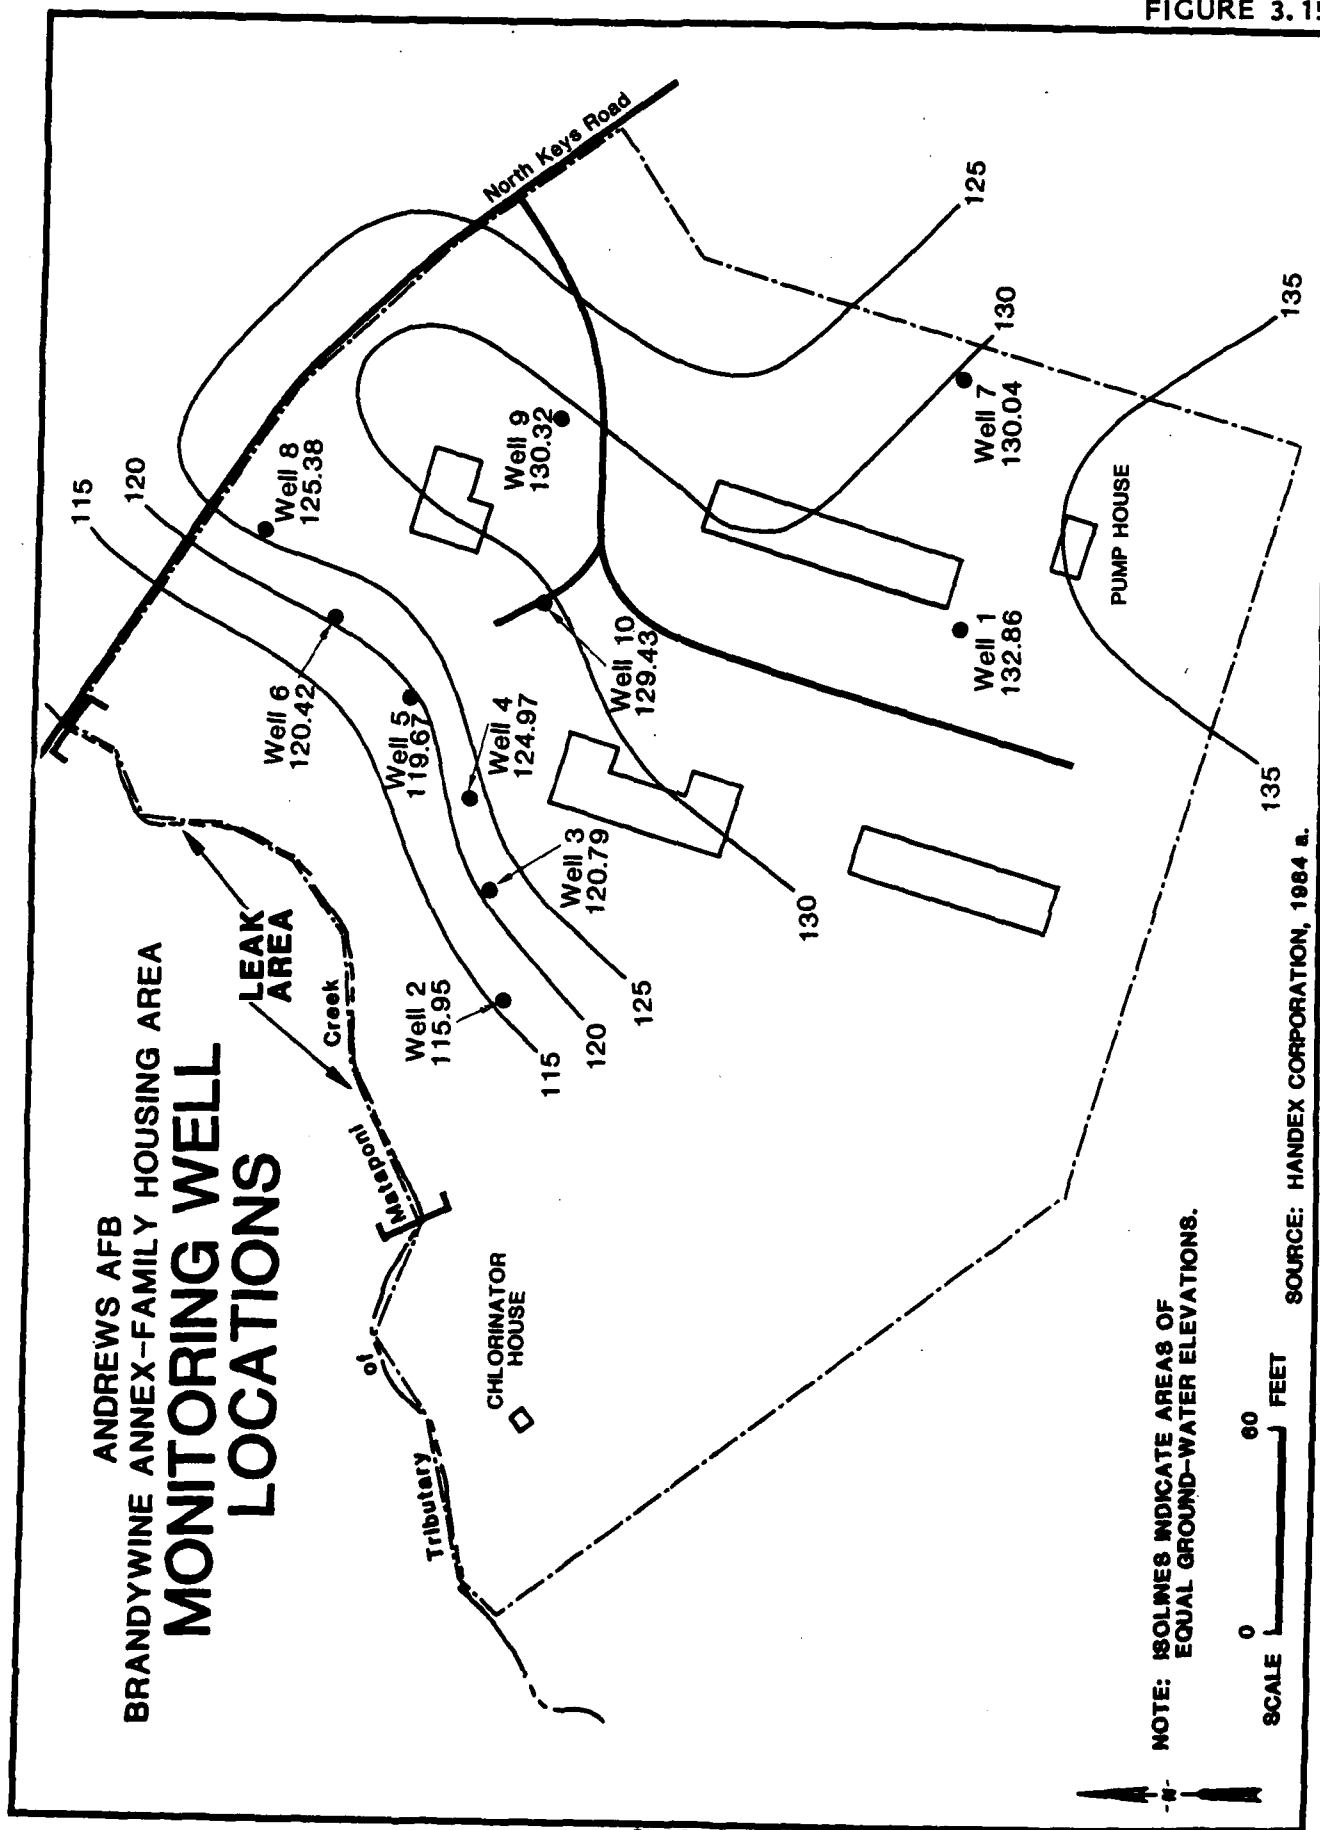 FIGURE 3.15
ANDREWS AFB
BRANDYWINE ANNEX-FAMILY HOUSING AREA
MONITORING WELL
LOCATIONS
LEAK
AREA
Tributary
of
Mataponi
Creek
North Keys Road
CHLORINATOR
HOUSE
115
120
Well 8
125.38
Well 6
120.42
Well 5
119.67
Well 4
124.97
Well 3
120.79
Well 2
115.95
115
120
125
Well 9
130.32
Well 10
129.43
130
125
130
Well 7
130.04
Well 1
132.86
PUMP HOUSE
135
135
-N-
NOTE: ISOLINES INDICATE AREAS OF
EQUAL GROUND-WATER ELEVATIONS.
SCALE
0
60
FEET
SOURCE: HANDEX CORPORATION, 1984 a.